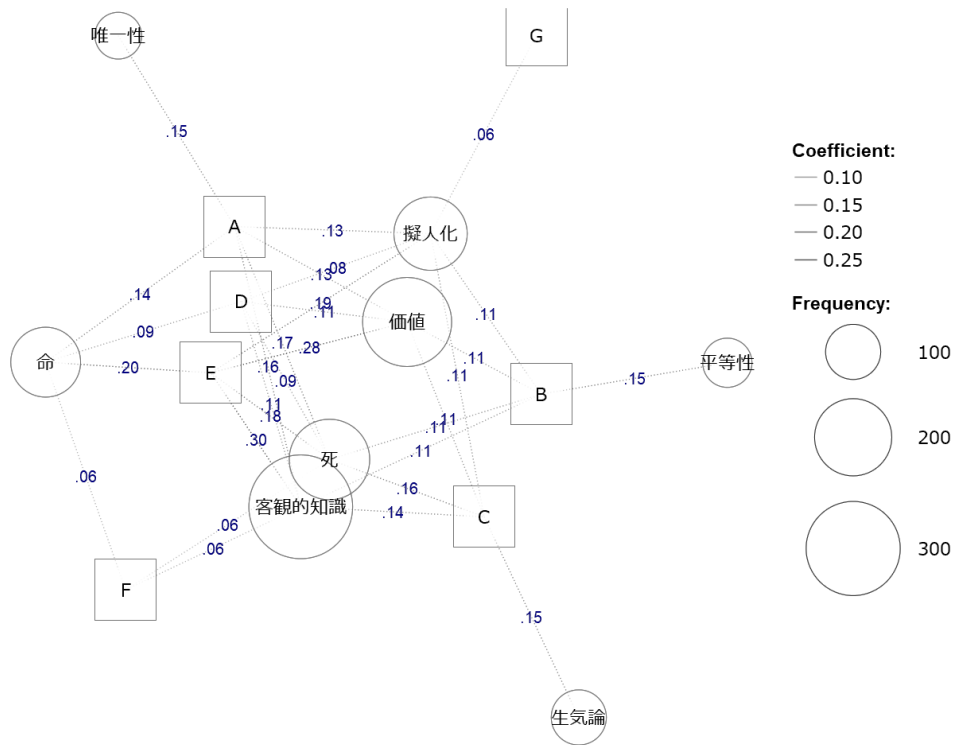 唯一性
G
.15
.06
Coefficient:
0.10
0.15
0.20
0.25
A
.13
擬人化
.13
.08
D
.14
.19
.11
Frequency:
価値
.11
.09
.17
.28
100
命
.20
E
.16
.11
.11
平等性
.09
B
.15
.11
.18
.11
.11
200
.30
.11
死
.06
.16
客観的知識
.14
C
.06
.06
300
F
.15
生気論